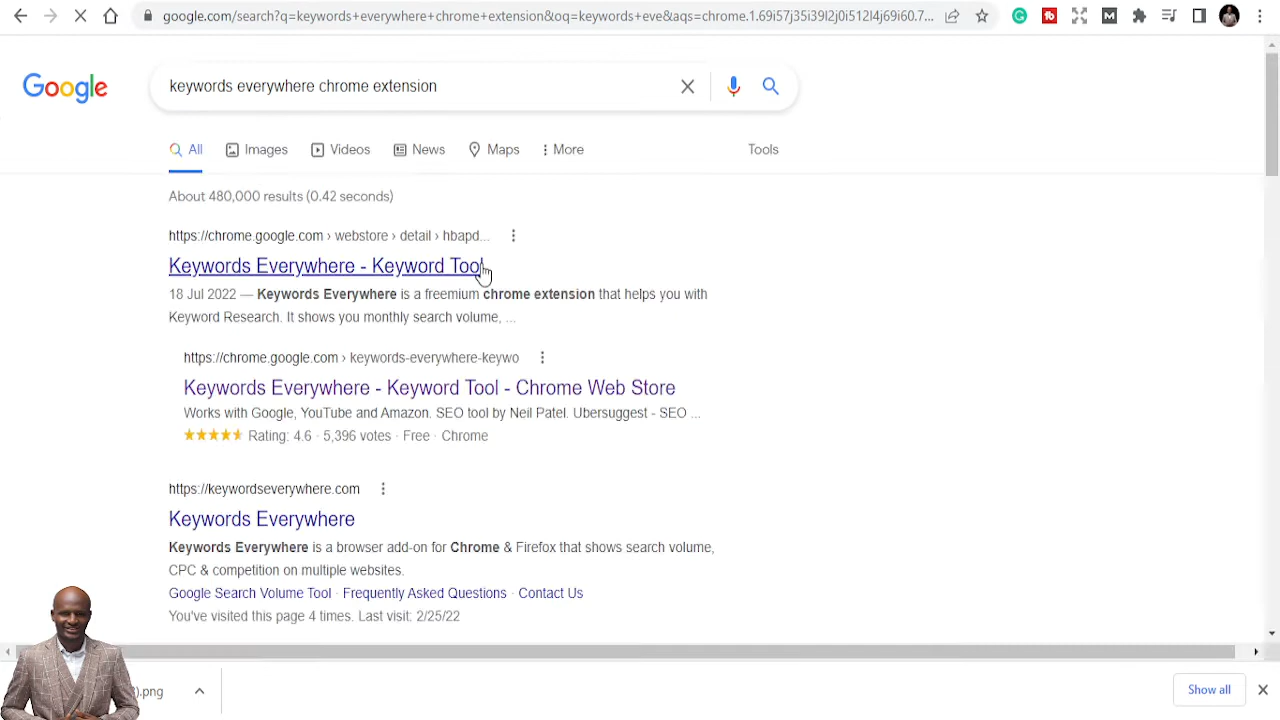 google.com/search?q=keywords+everywhere+chrome+extension&oq=keywords+eve&aqs=chrome.1.69i57j35i39l2j0i512l4j69i60.7...
Google
keywords everywhere chrome extension
All
Images
Videos
News
Maps
More
Tools
About 480,000 results (0.42 seconds)
https://chrome.google.com › webstore › detail › hbapd...
Keywords Everywhere - Keyword Tool
18 Jul 2022 — Keywords Everywhere is a freemium chrome extension that helps you with
Keyword Research. It shows you monthly search volume, ...
https://chrome.google.com › keywords-everywhere-keywo
Keywords Everywhere - Keyword Tool - Chrome Web Store
Works with Google, YouTube and Amazon. SEO tool by Neil Patel. Ubersuggest - SEO ...
Rating: 4.6 · 5,396 votes · Free · Chrome
https://keywordseverywhere.com
Keywords Everywhere
Keywords Everywhere is a browser add-on for Chrome & Firefox that shows search volume,
CPC & competition on multiple websites.
Google Search Volume Tool · Frequently Asked Questions · Contact Us
You've visited this page 4 times. Last visit: 2/25/22
).png
Show all